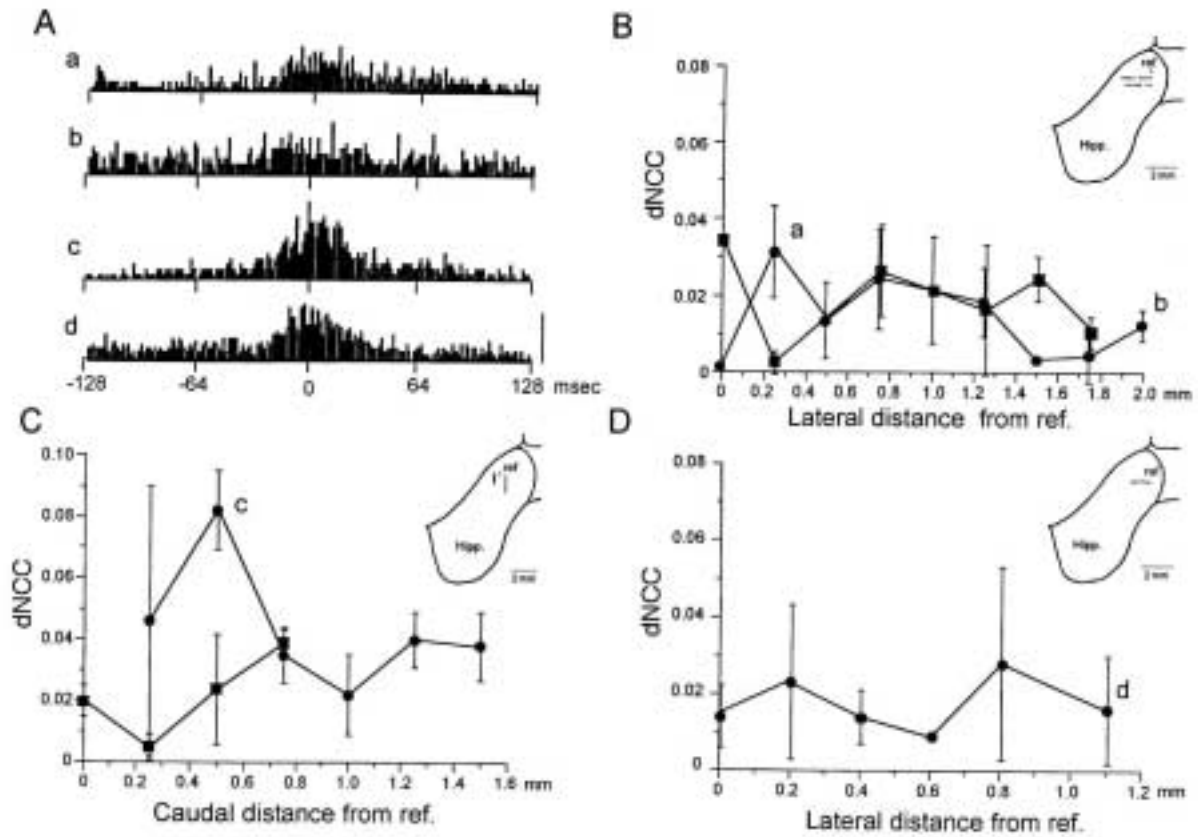 A
a
b
c
d
-128 -64 0 64 128 msec
B
dNCC
0.08
0.06
0.04
0.02
0
a
b
ref
Hipp.
2 mm
0 0.2 0.4 0.6 0.8 1.0 1.2 1.4 1.6 1.8 2.0 mm
Lateral distance from ref.
C
dNCC
0.10
0.08
0.06
0.04
0.02
0
c
ref
Hipp.
2 mm
0 0.2 0.4 0.6 0.8 1.0 1.2 1.4 1.6 mm
Caudal distance from ref.
D
dNCC
0.08
0.06
0.04
0.02
0
d
ref
Hipp.
2 mm
0 0.2 0.4 0.6 0.8 1.0 1.2 mm
Lateral distance from ref.